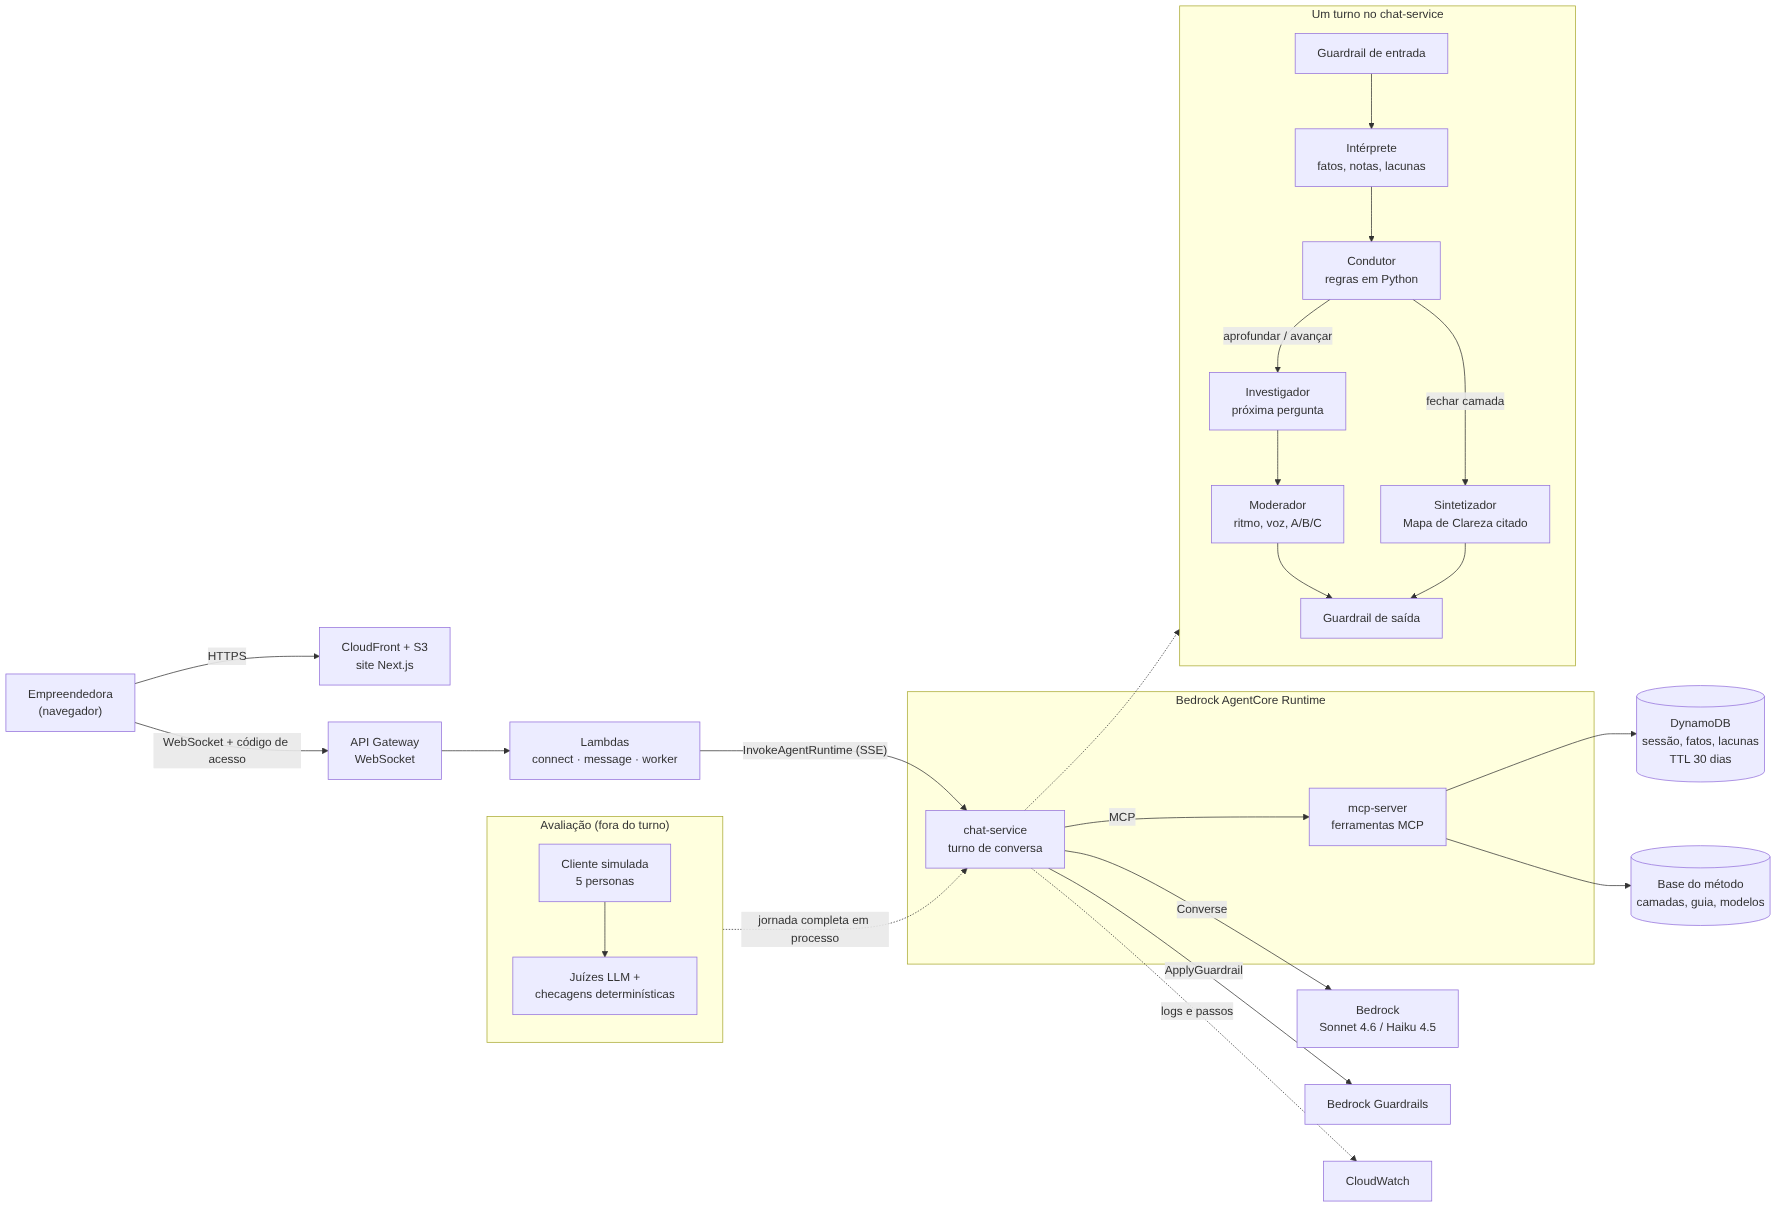 Um turno no chat-service
Guardrail de entrada
Intérprete
fatos, notas, lacunas
Condutor
regras em Python
aprofundar / avançar
fechar camada
Investigador
próxima pergunta
Moderador
ritmo, voz, A/B/C
Sintetizador
Mapa de Clareza citado
Guardrail de saída
Empreendedora
(navegador)
HTTPS
CloudFront + S3
site Next.js
WebSocket + código de
acesso
API Gateway
WebSocket
Lambdas
connect · message · worker
InvokeAgentRuntime (SSE)
Bedrock AgentCore Runtime
chat-service
turno de conversa
MCP
mcp-server
ferramentas MCP
DynamoDB
sessão, fatos, lacunas
TTL 30 dias
Base do método
camadas, guia, modelos
Avaliação (fora do turno)
Cliente simulada
5 personas
Juízes LLM +
checagens determinísticas
jornada completa em
processo
Converse
ApplyGuardrail
logs e passos
Bedrock
Sonnet 4.6 / Haiku 4.5
Bedrock Guardrails
CloudWatch